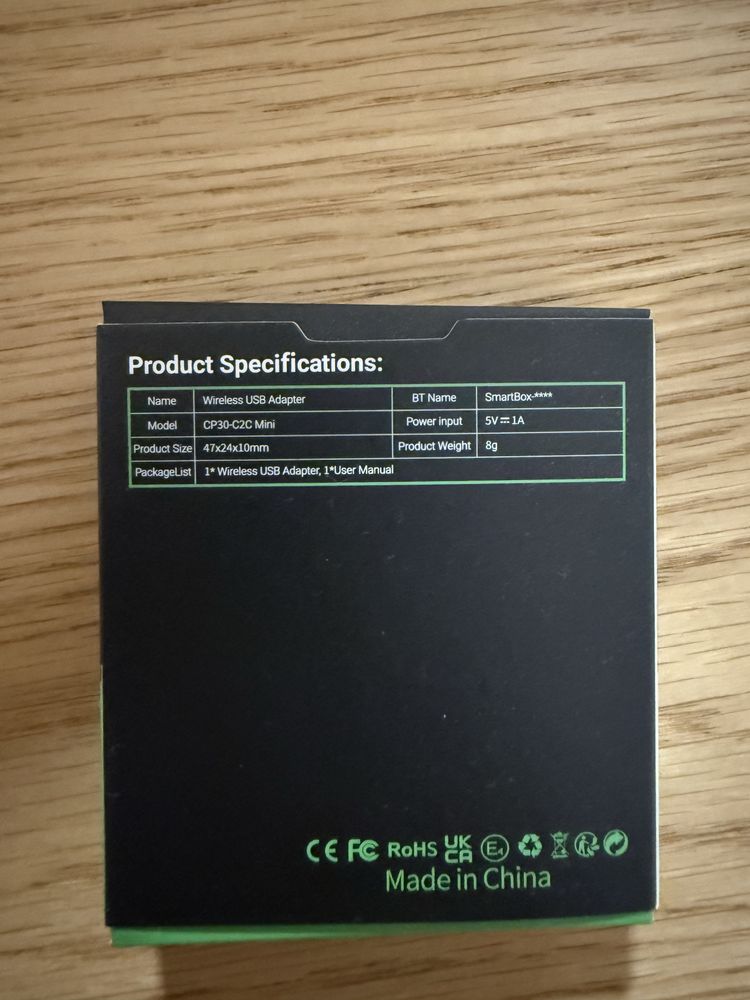 Product Specifications:
Name Wireless USB Adapter BT Name SmartBox-****
Model CP30-C2C Mini Power input 5V⎓1A
Product Size 47x24x10mm Product Weight 8g
PackageList 1* Wireless USB Adapter, 1*User Manual
CE FC RoHS UK CA E4
Made in China